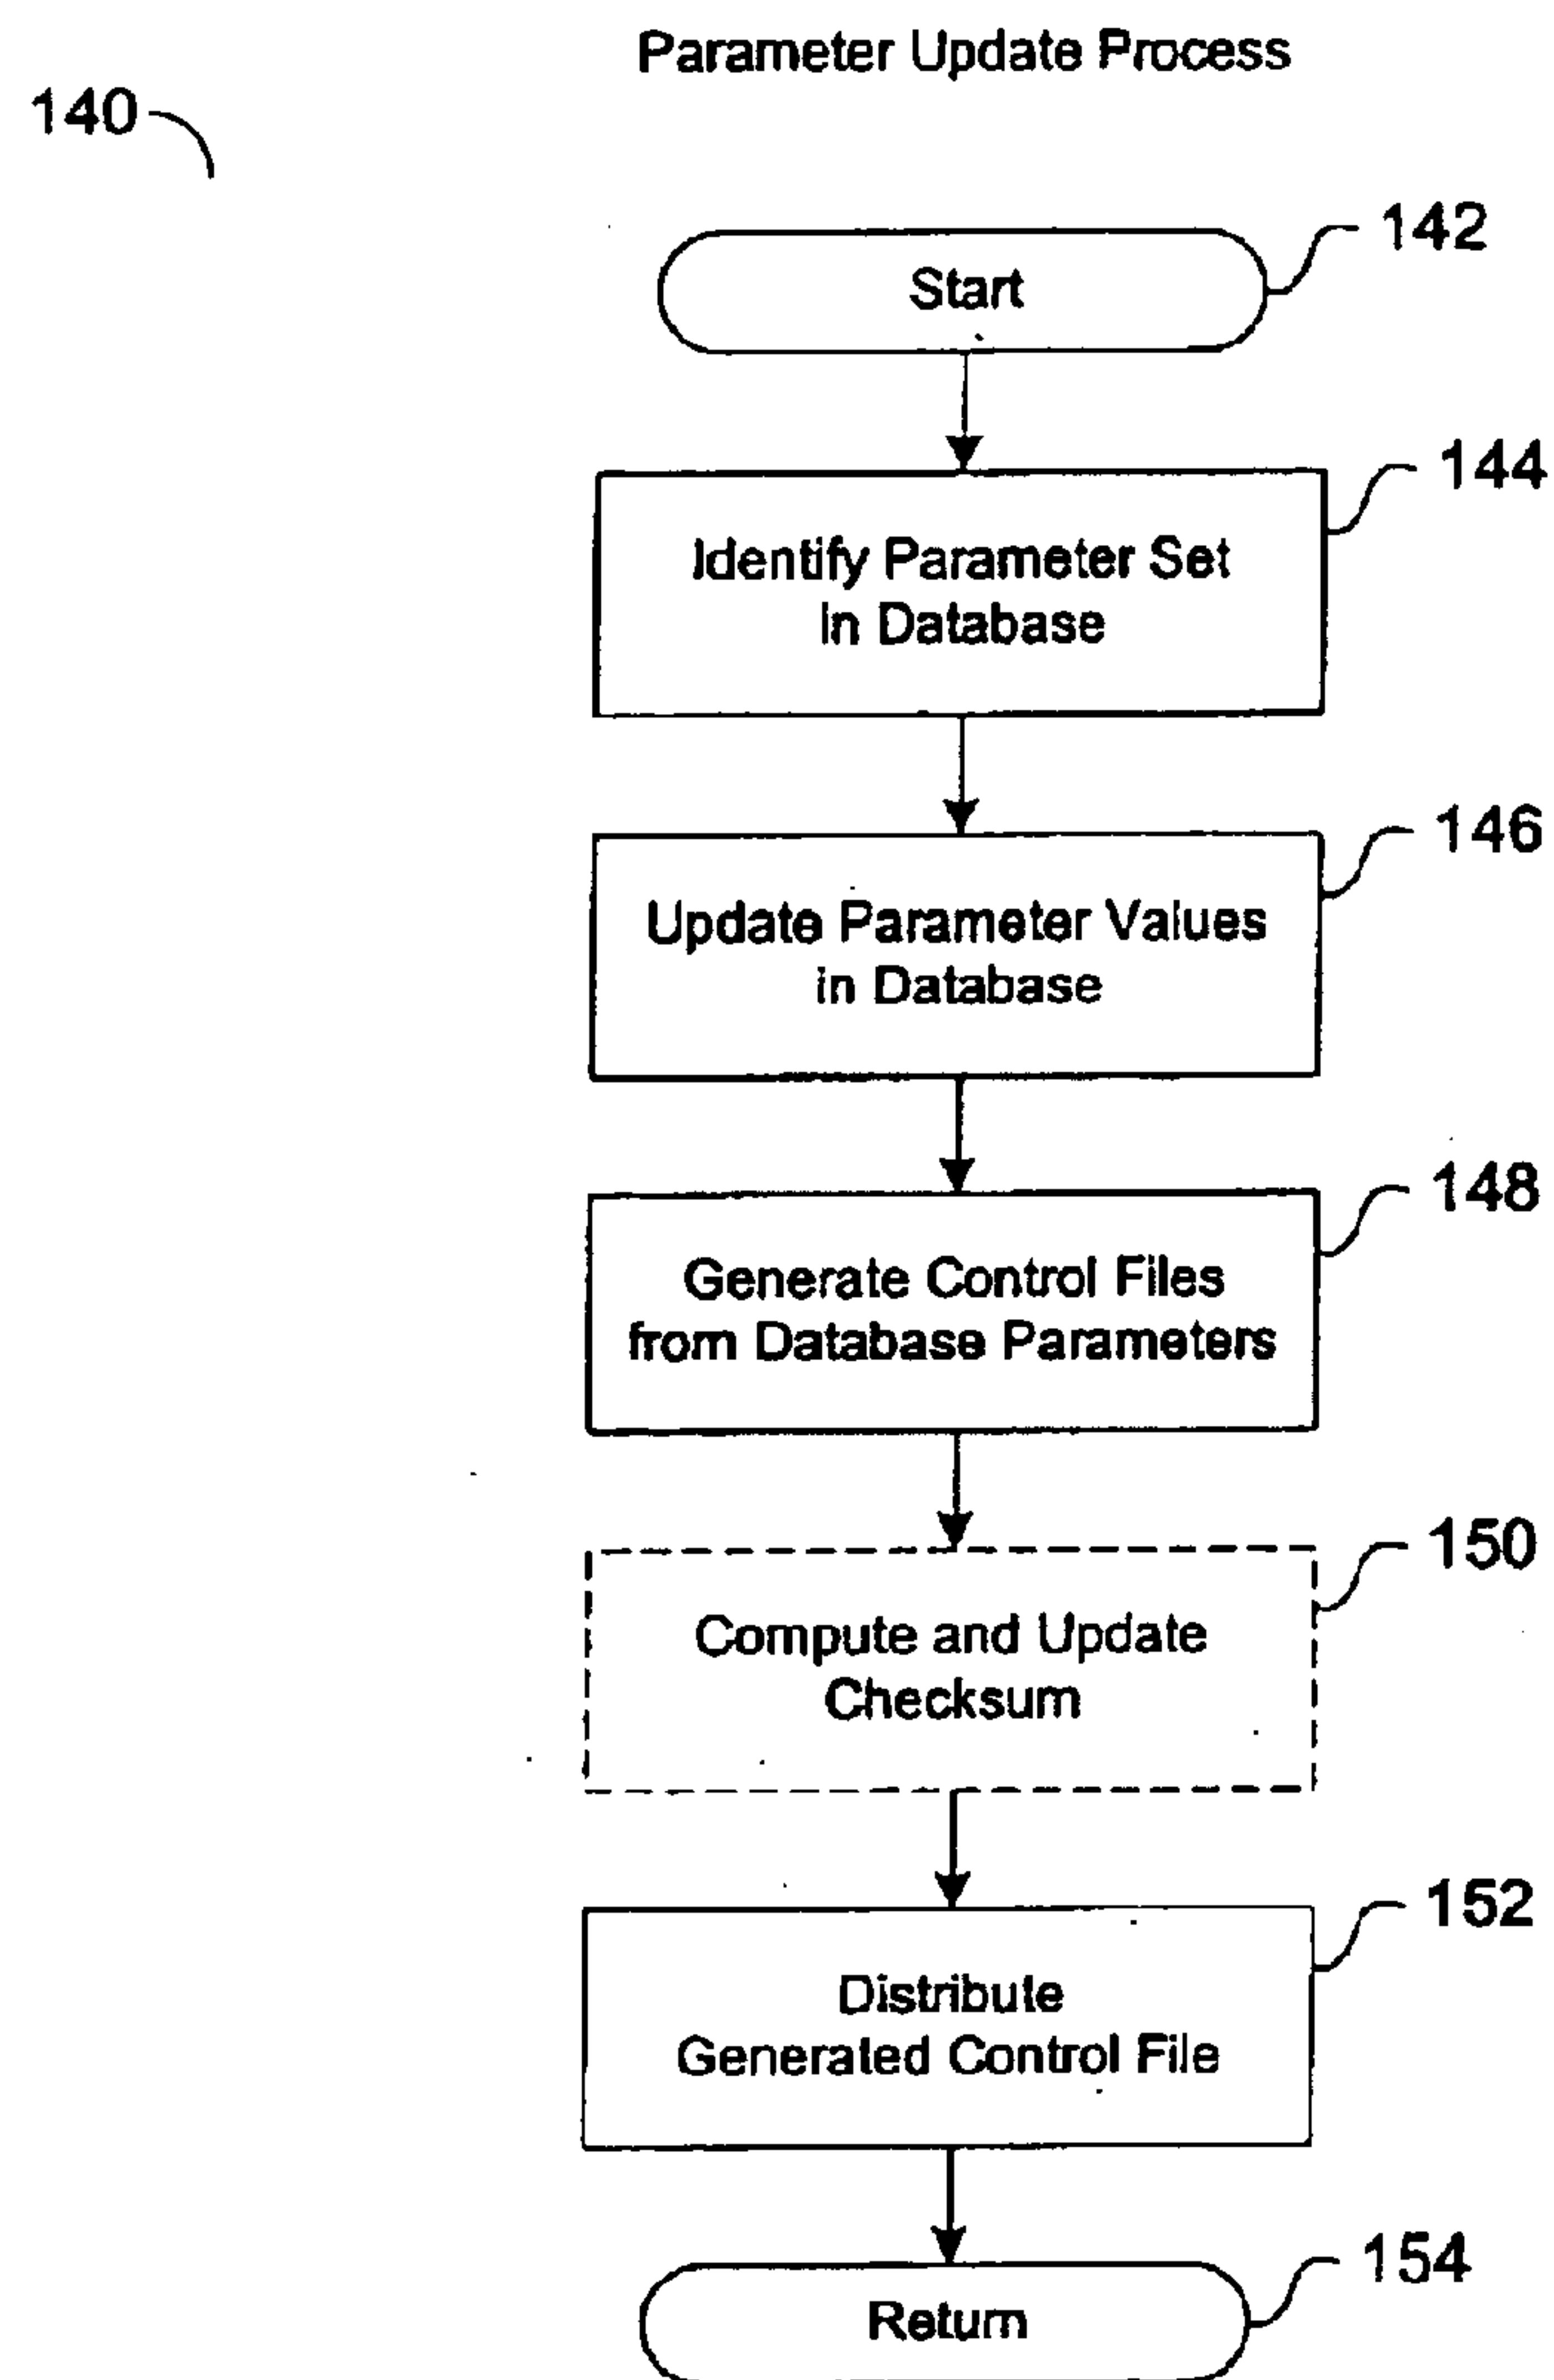 Parameter Update Process
140
142
Start
144
Identify Parameter Set
in Database
146
Update Parameter Values
in Database
148
Generate Control Files
from Database Parameters
150
Compute and Update
Checksum
152
Distribute
Generated Control File
154
Return